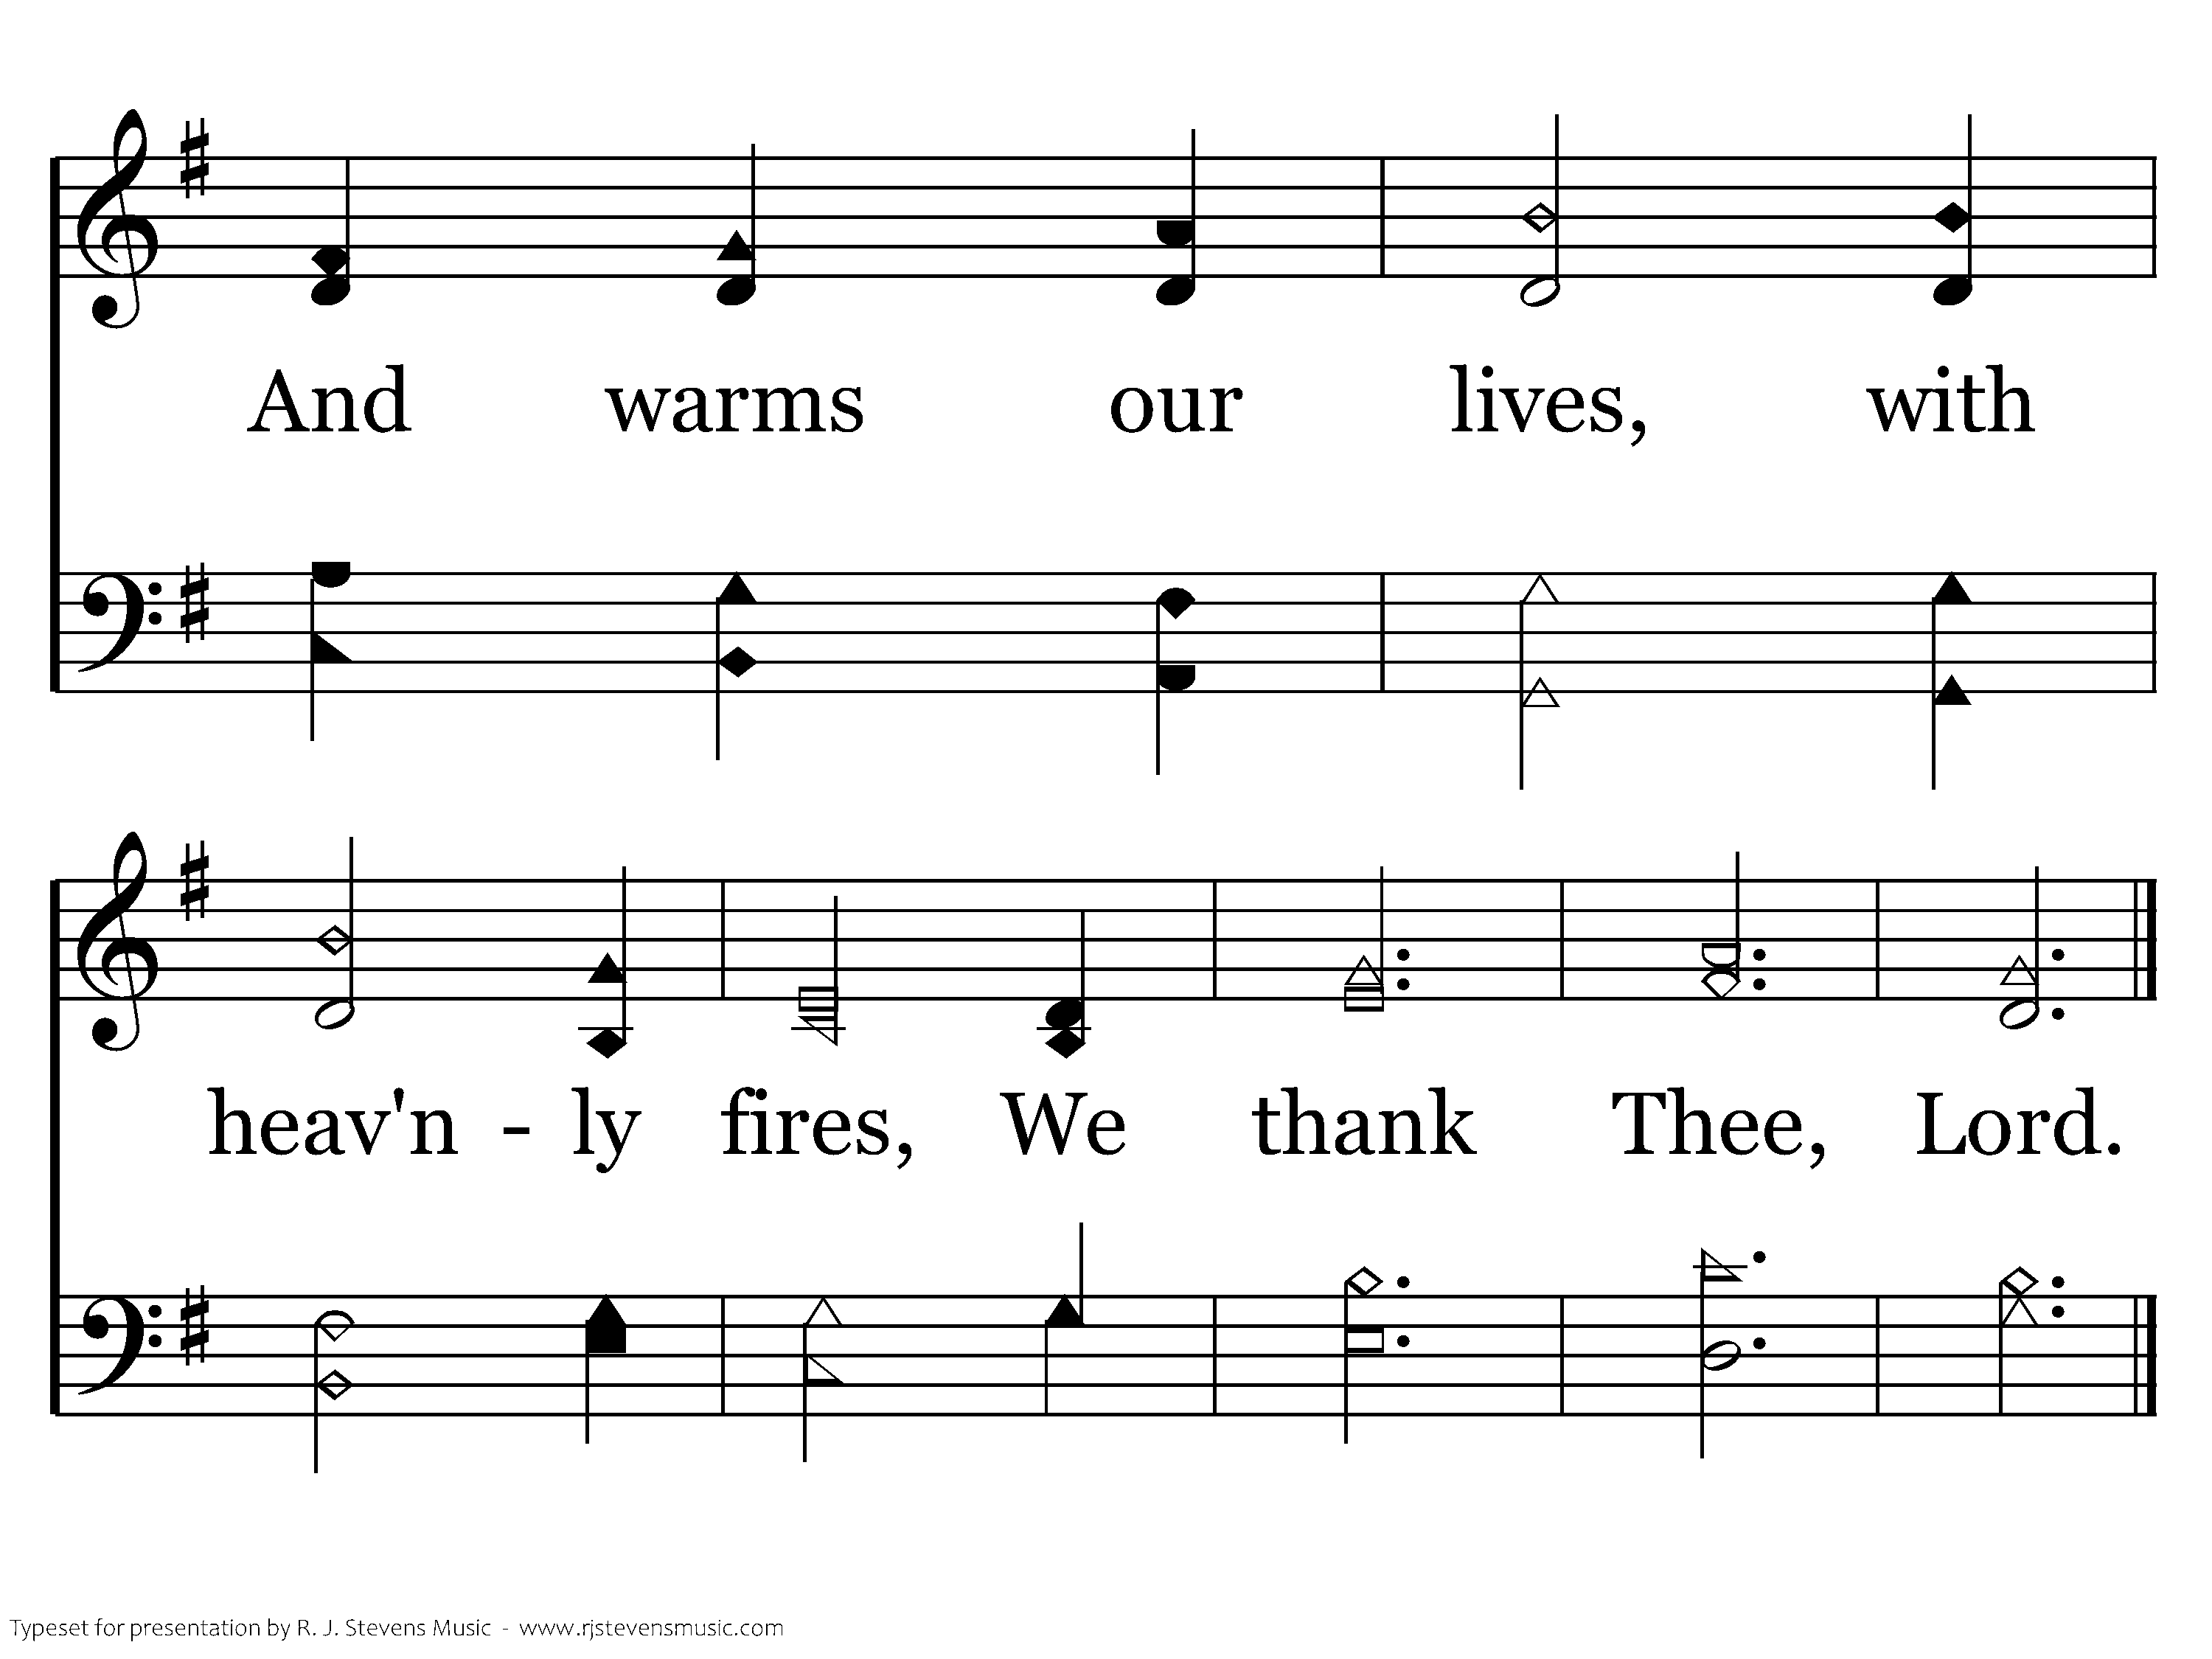 And warms our lives, with
heav'n - ly fires, We thank Thee, Lord.
Typeset for presentation by R. J. Stevens Music - www.rjstevensmusic.com